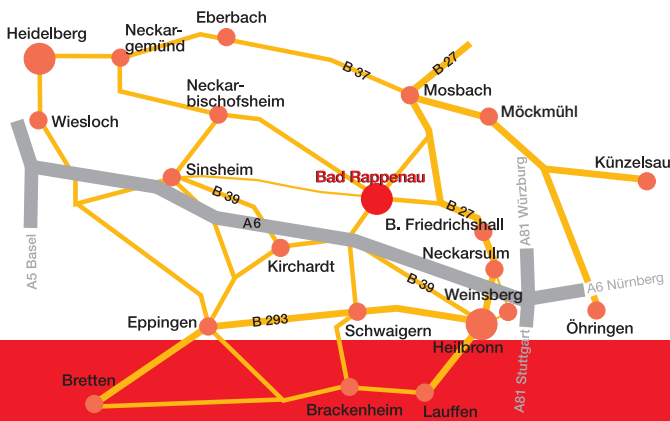 Eberbach
Heidelberg
Neckar-
gemünd
B 37
B 27
Neckar-
bischofsheim
Mosbach
Möckmühl
Wiesloch
Sinsheim
Bad Rappenau
Künzelsau
B 39
A6
B 27
B. Friedrichshall
A81 Würzburg
A5 Basel
Kirchardt
Neckarsulm
B 39
Weinsberg
A6 Nürnberg
Eppingen
B 293
Schwaigern
Heilbronn
Öhringen
A81 Stuttgart
Bretten
Brackenheim
Lauffen